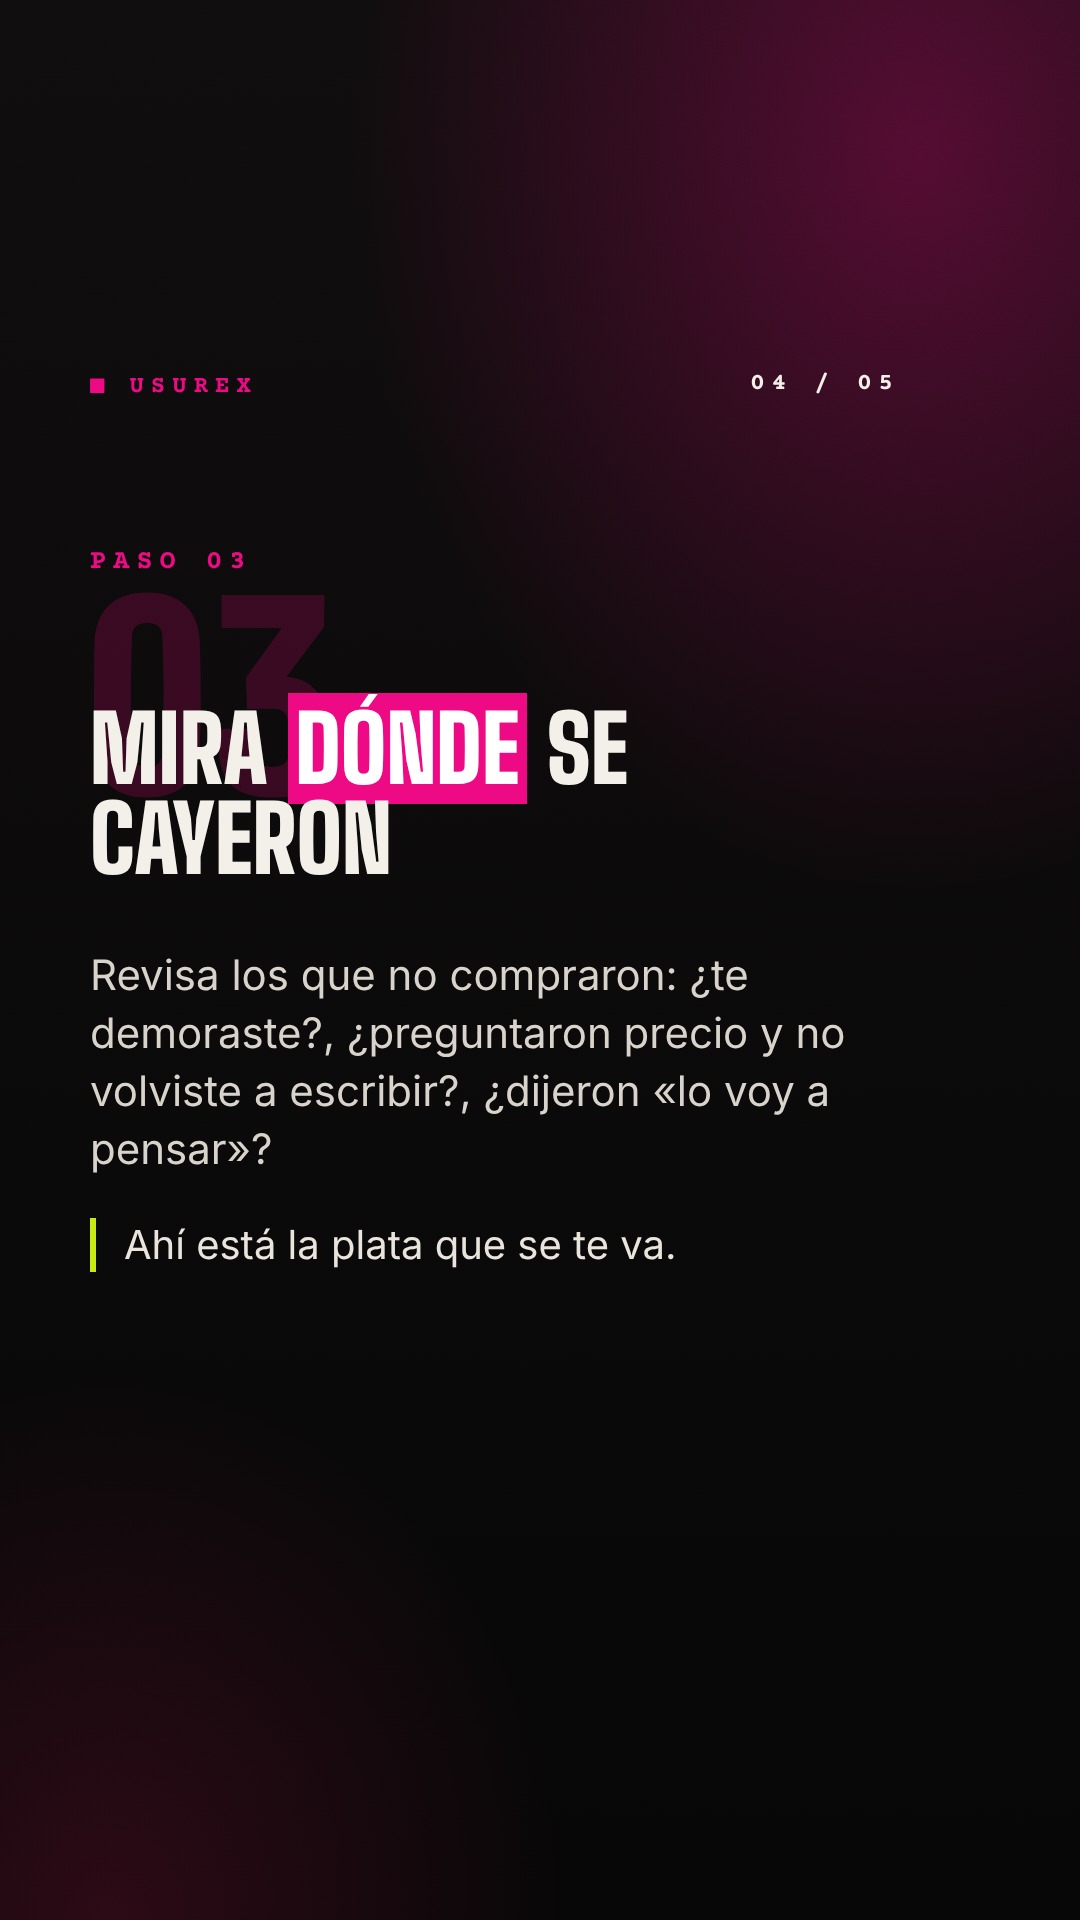 USUREX
04 / 05
PASO 03
03
MIRA DÓNDE SE
CAYERON
Revisa los que no compraron: ¿te
demoraste?, ¿preguntaron precio y no
volviste a escribir?, ¿dijeron «lo voy a
pensar»?
Ahí está la plata que se te va.